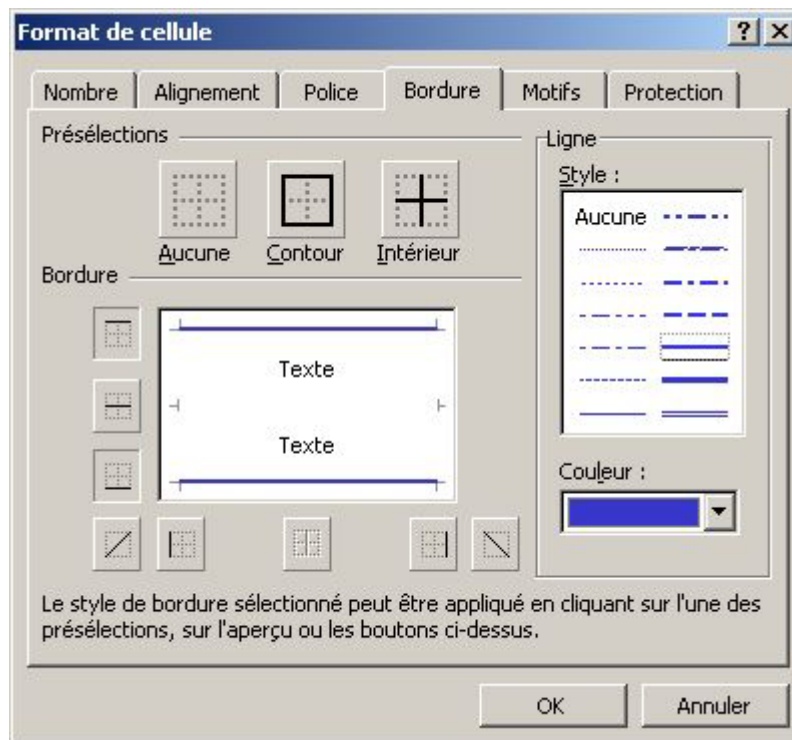 Format de cellule
Nombre Alignement Police Bordure Motifs Protection
Présélections
Aucune Contour Intérieur
Bordure
Texte
Texte
Ligne
Style :
Aucune
Couleur :
Le style de bordure sélectionné peut être appliqué en cliquant sur l'une des
présélections, sur l'aperçu ou les boutons ci-dessus.
OK Annuler